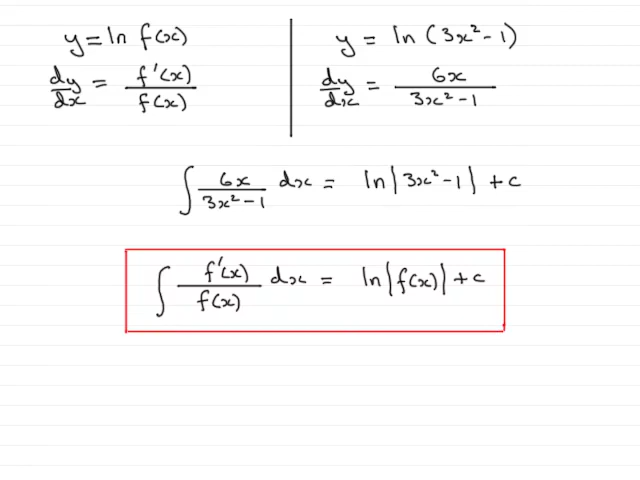 y = ln f(x)
dy/dx = f'(x)/f(x)
y = ln (3x² - 1)
dy/dx = 6x/3x² - 1
∫ 6x/3x² - 1 dx = ln|3x² - 1| + c
∫ f'(x)/f(x) dx = ln|f(x)| + c